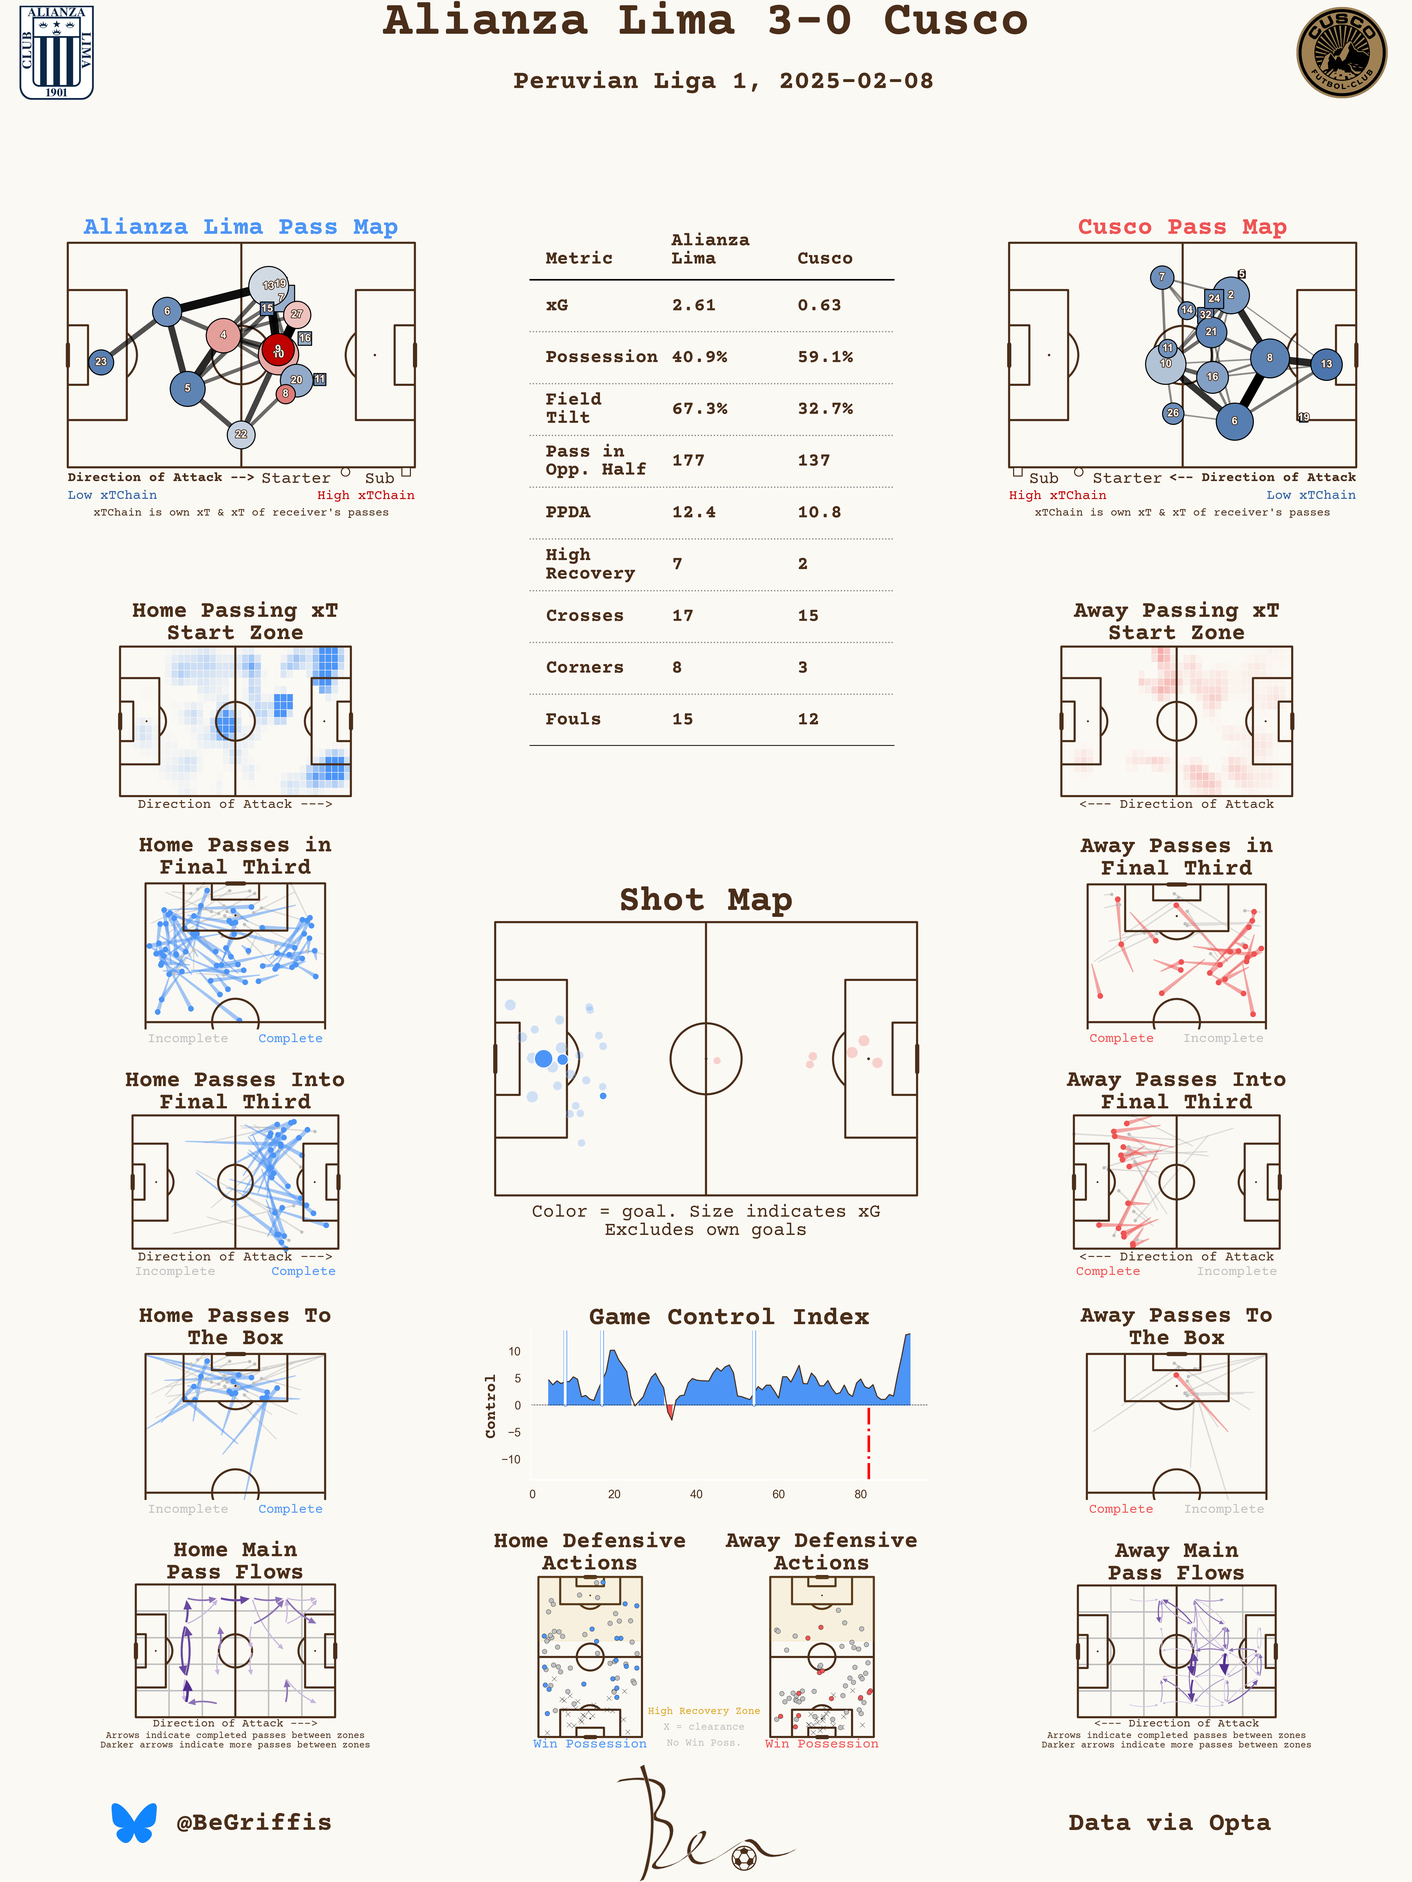 Alianza Lima 3-0 Cusco
Peruvian Liga 1, 2025-02-08
ALIANZA
CLUB
LIMA
1901
CUSCO
FUTBOL-CLUB
Alianza Lima Pass Map
23
6
5
4
22
13
19
7
15
27
16
9
10
20
11
8
Direction of Attack --> Starter Sub
Low xTChain High xTChain
xTChain is own xT & xT of receiver's passes
Metric Alianza Lima Cusco
xG 2.61 0.63
Possession 40.9% 59.1%
Field Tilt 67.3% 32.7%
Pass in Opp. Half 177 137
PPDA 12.4 10.8
High Recovery 7 2
Crosses 17 15
Corners 8 3
Fouls 15 12
Cusco Pass Map
7
5
24
2
14
32
21
11
10
8
13
16
26
6
19
Sub Starter <-- Direction of Attack
High xTChain Low xTChain
xTChain is own xT & xT of receiver's passes
Home Passing xT
Start Zone
Direction of Attack --->
Away Passing xT
Start Zone
<--- Direction of Attack
Home Passes in
Final Third
Incomplete Complete
Away Passes in
Final Third
Complete Incomplete
Shot Map
Color = goal. Size indicates xG
Excludes own goals
Home Passes Into
Final Third
Direction of Attack --->
Incomplete Complete
Away Passes Into
Final Third
<--- Direction of Attack
Complete Incomplete
Home Passes To
The Box
Incomplete Complete
Game Control Index
Control
10
5
0
−5
−10
0 20 40 60 80
Away Passes To
The Box
Complete Incomplete
Home Main
Pass Flows
Direction of Attack --->
Arrows indicate completed passes between zones
Darker arrows indicate more passes between zones
Home Defensive
Actions
Win Possession
High Recovery Zone
X = clearance
No Win Poss.
Away Defensive
Actions
Win Possession
Away Main
Pass Flows
<--- Direction of Attack
Arrows indicate completed passes between zones
Darker arrows indicate more passes between zones
@BeGriffis
Ben
Data via Opta